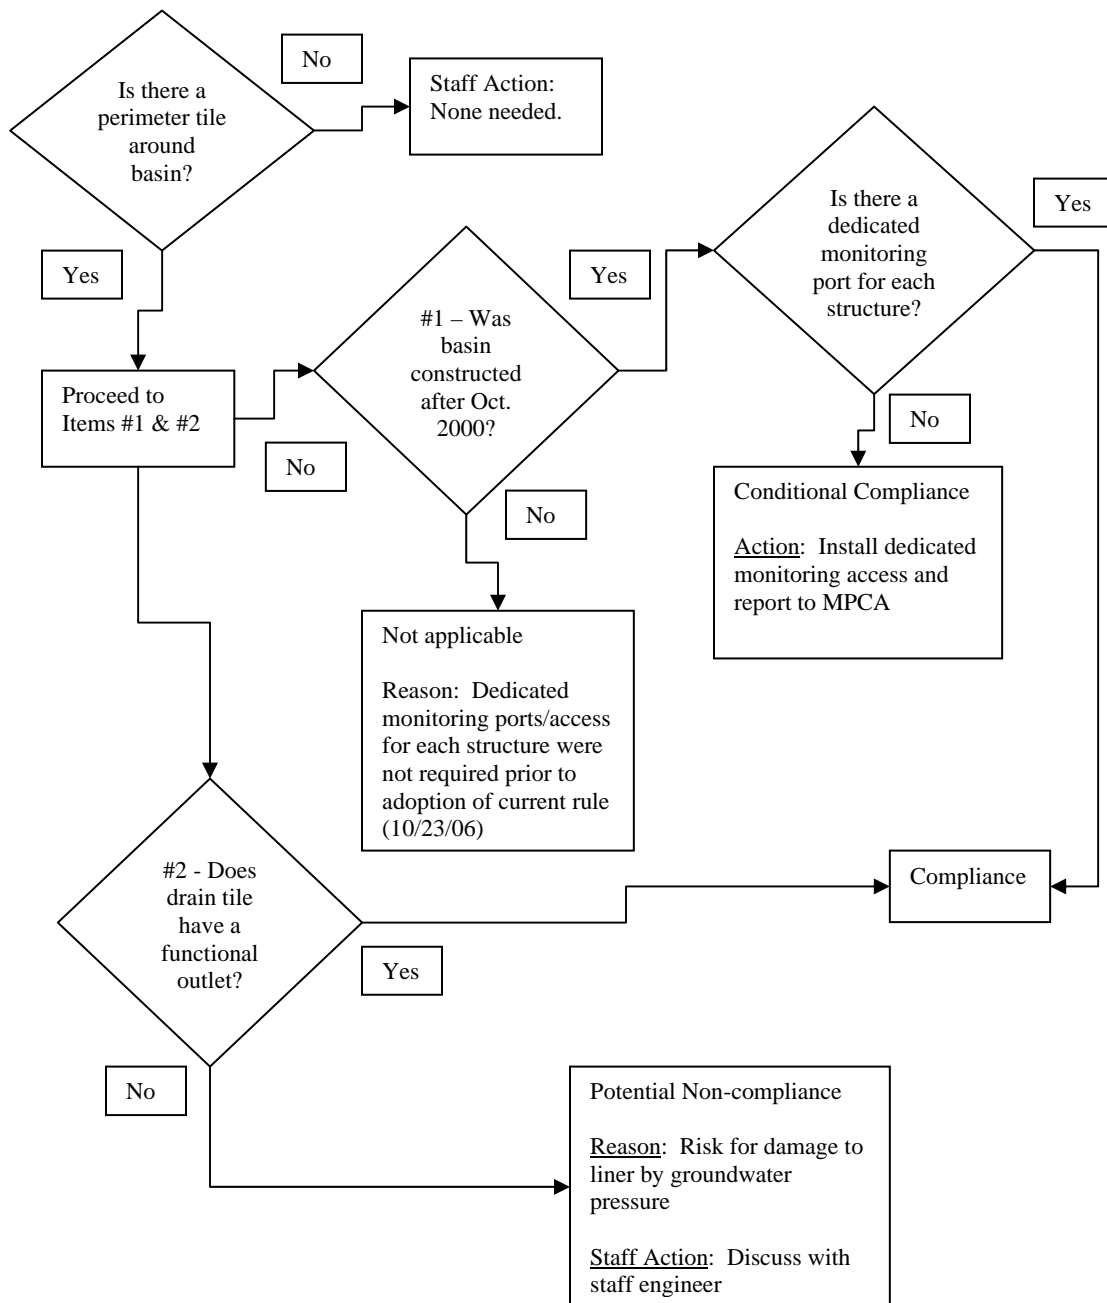 No
Is there a
perimeter tile
around
basin?
Staff Action:
None needed.
Yes
Proceed to
Items #1 & #2
No
#1 – Was
basin
constructed
after Oct.
2000?
Yes
Is there a
dedicated
monitoring
port for each
structure?
Yes
No
Conditional Compliance
Action:  Install dedicated
monitoring access and
report to MPCA
No
Not applicable
Reason:  Dedicated
monitoring ports/access
for each structure were
not required prior to
adoption of current rule
(10/23/06)
#2 - Does
drain tile
have a
functional
outlet?
Yes
Compliance
No
Potential Non-compliance
Reason:  Risk for damage to
liner by groundwater
pressure
Staff Action:  Discuss with
staff engineer